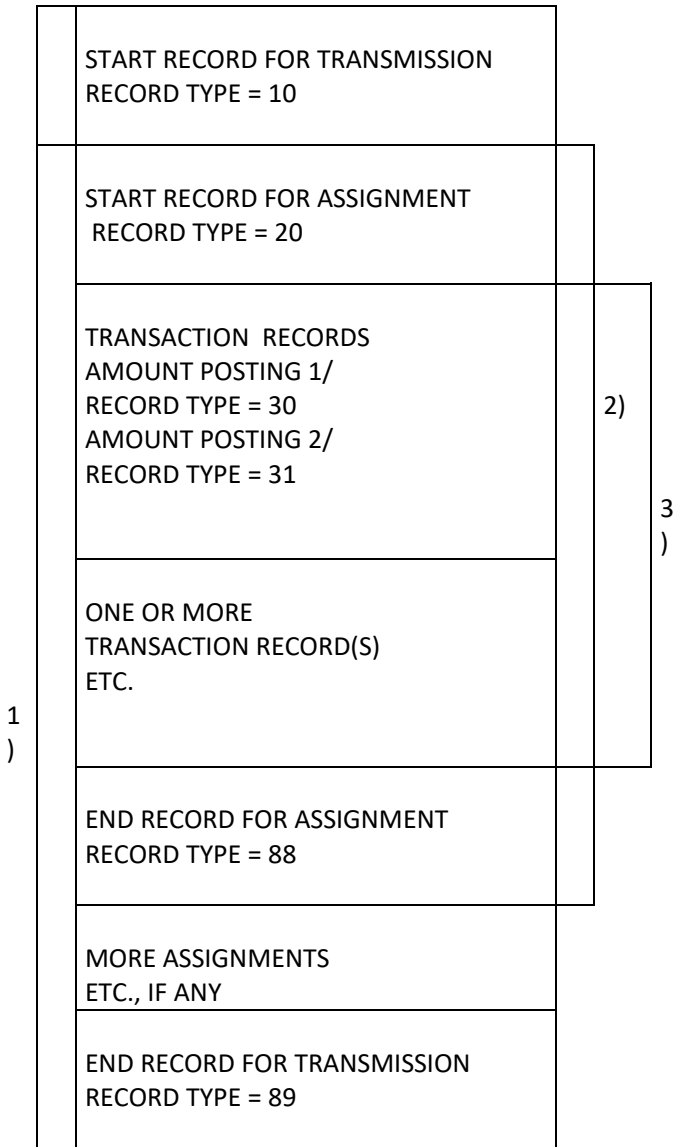 START RECORD FOR TRANSMISSION
RECORD TYPE = 10
START RECORD FOR ASSIGNMENT
RECORD TYPE = 20
TRANSACTION RECORDS
AMOUNT POSTING 1/
RECORD TYPE = 30
AMOUNT POSTING 2/
RECORD TYPE = 31
2)
3
)
ONE OR MORE
TRANSACTION RECORD(S)
ETC.
1
)
END RECORD FOR ASSIGNMENT
RECORD TYPE = 88
MORE ASSIGNMENTS
ETC., IF ANY
END RECORD FOR TRANSMISSION
RECORD TYPE = 89